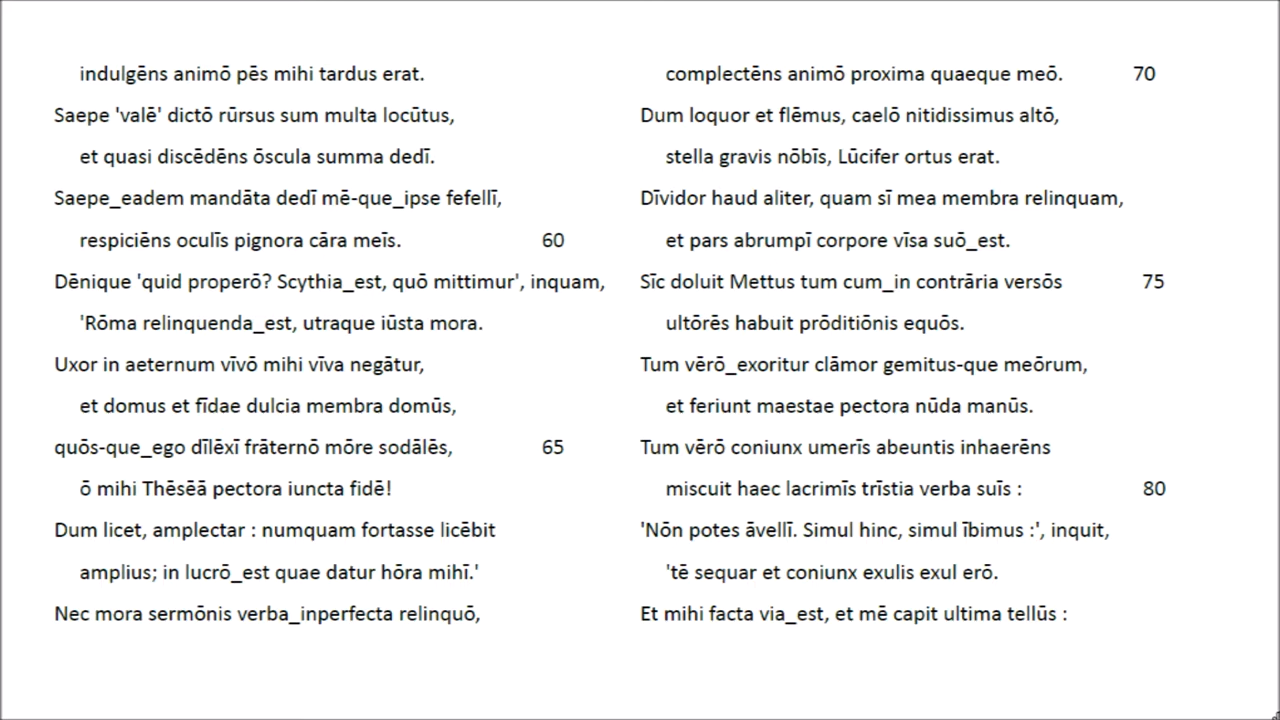 indulgēns animō pēs mihi tardus erat.
Saepe 'valē' dictō rūrsus sum multa locūtus,
et quasi discēdēns ōscula summa dedī.
Saepe_eadem mandāta dedī mē-que_ipse fefellī,
respiciēns oculīs pignora cāra meīs. 60
Dēnique 'quid properō? Scythia_est, quō mittimur', inquam,
'Rōma relinquenda_est, utraque iūsta mora.
Uxor in aeternum vīvō mihi vīva negātur,
et domus et fīdae dulcia membra domūs,
quōs-que_ego dīlēxī frāternō mōre sodālēs, 65
ō mihi Thēsēā pectora iuncta fidē!
Dum licet, amplectar : numquam fortasse licēbit
amplius; in lucrō_est quae datur hōra mihī.'
Nec mora sermōnis verba_inperfecta relinquō,
complectēns animō proxima quaeque meō. 70
Dum loquor et flēmus, caelō nitidissimus altō,
stella gravis nōbīs, Lūcifer ortus erat.
Dīvidor haud aliter, quam sī mea membra relinquam,
et pars abrumpī corpore vīsa suō_est.
Sīc doluit Mettus tum cum_in contrāria versōs 75
ultōrēs habuit prōditiōnis equōs.
Tum vērō_exoritur clāmor gemitus-que meōrum,
et feriunt maestae pectora nūda manūs.
Tum vērō coniunx umerīs abeuntis inhaerēns
miscuit haec lacrimīs trīstia verba suīs : 80
'Nōn potes āvellī. Simul hinc, simul ībimus :', inquit,
'tē sequar et coniunx exulis exul erō.
Et mihi facta via_est, et mē capit ultima tellūs :